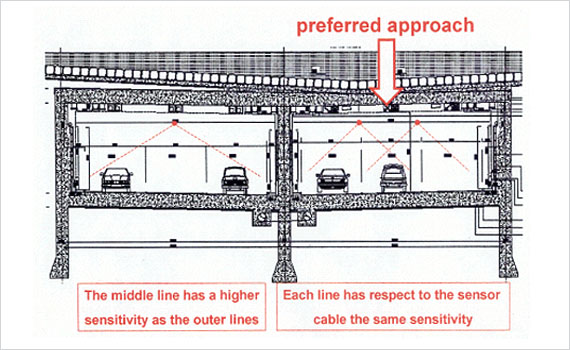 preferred approach
The middle line has a higher
sensitivity as the outer lines
Each line has respect to the sensor
cable the same sensitivity